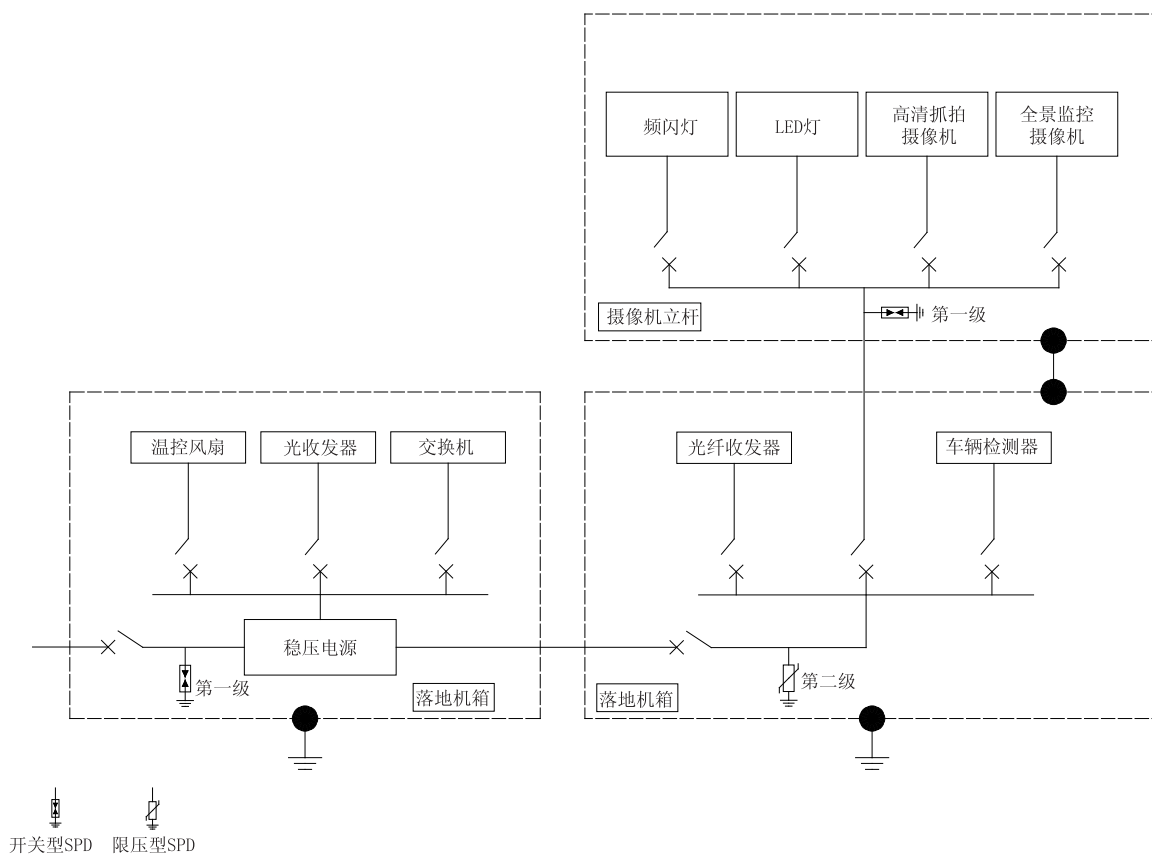 频闪灯
LED灯
高清抓拍
摄像机
全景监控
摄像机
摄像机立杆
第一级
温控风扇
光收发器
交换机
光纤收发器
车辆检测器
稳压电源
第一级
落地机箱
落地机箱
第二级
开关型SPD
限压型SPD